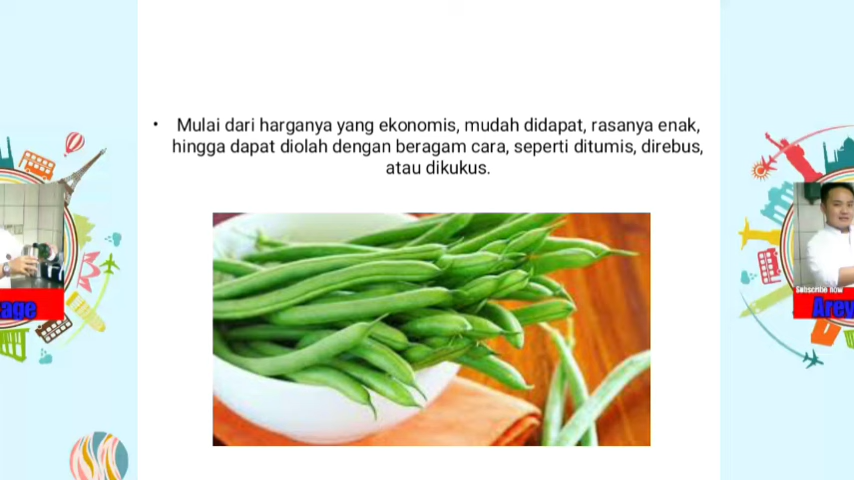 • Mulai dari harganya yang ekonomis, mudah didapat, rasanya enak,
hingga dapat diolah dengan beragam cara, seperti ditumis, direbus,
atau dikukus.
age
Subscribe now
Arey